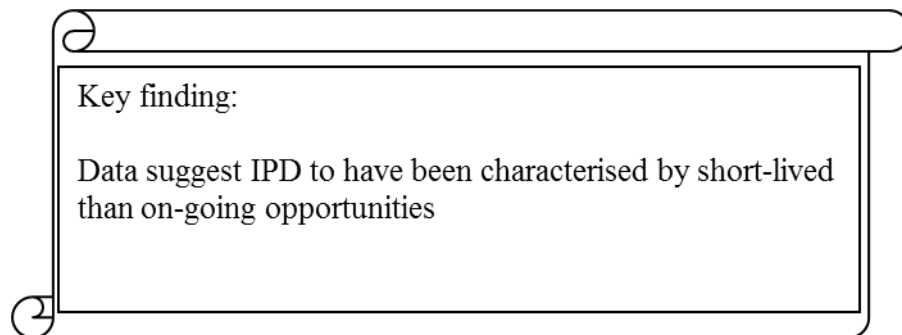 Key finding:
Data suggest IPD to have been characterised by short-lived
than on-going opportunities